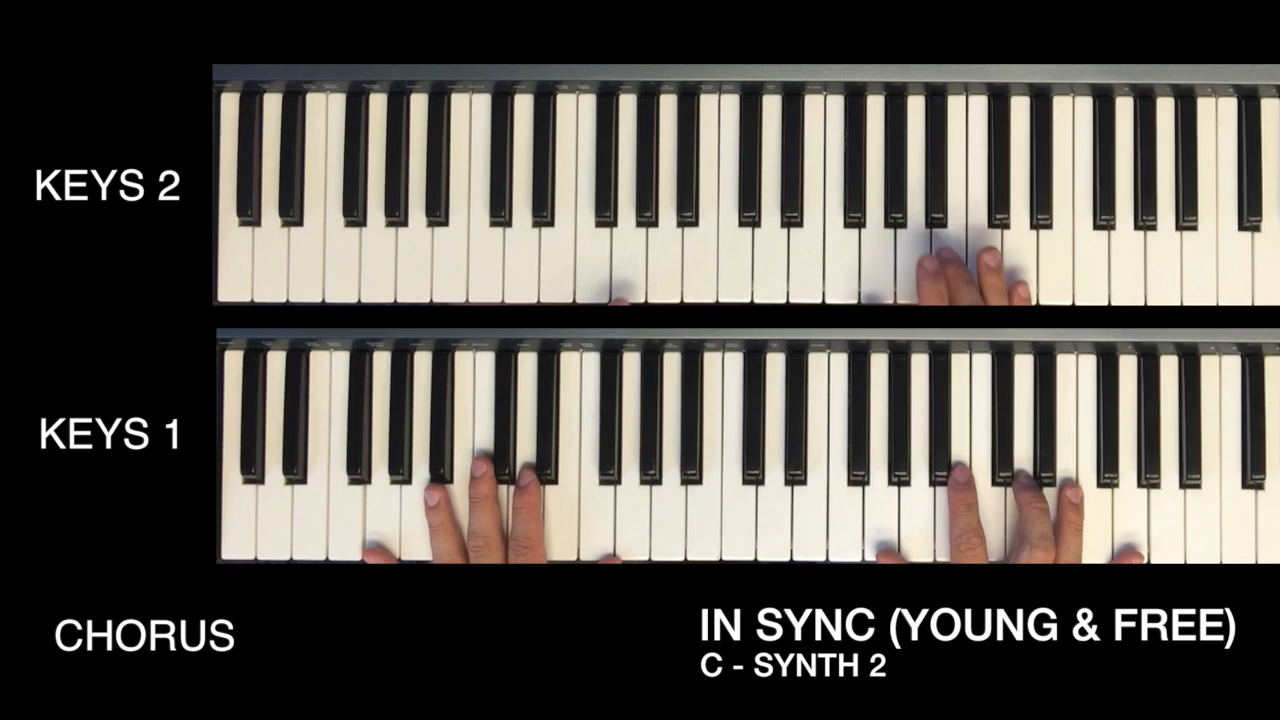 KEYS 2
KEYS 1
CHORUS
IN SYNC (YOUNG & FREE)
C - SYNTH 2